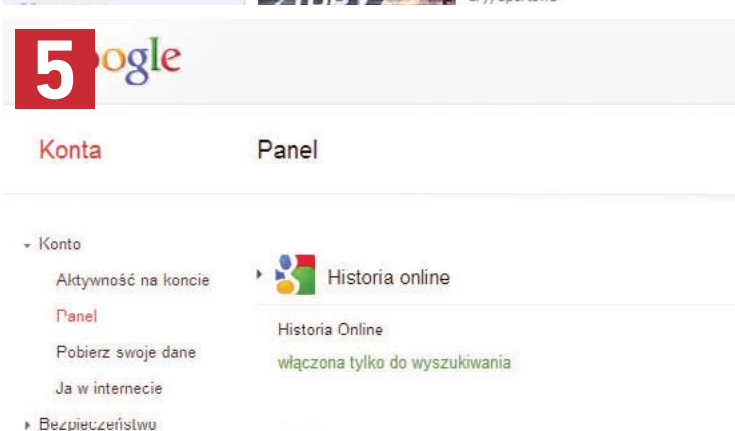 5
ogle
Konta
Panel
Konto
Aktywność na koncie
Panel
Pobierz swoje dane
Ja w internecie
Bezpieczeństwo
Historia online
Historia Online
włączona tylko do wyszukiwania